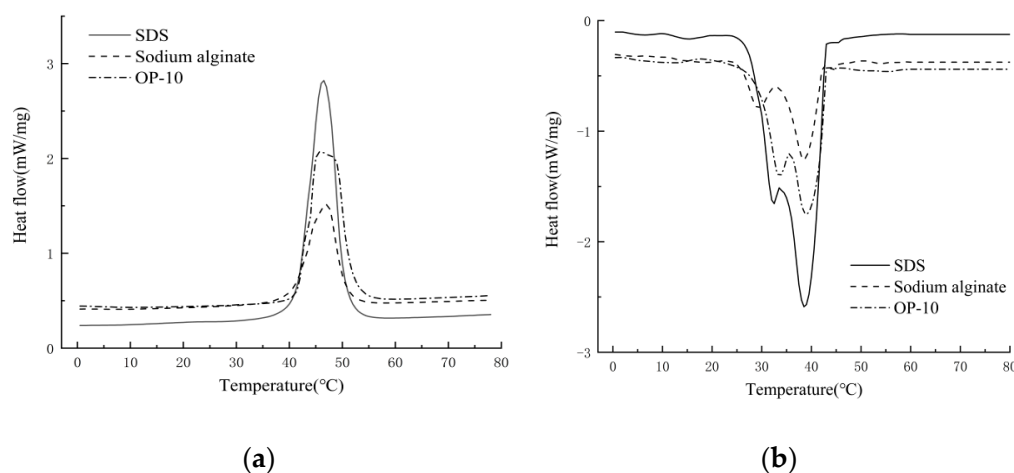 SDS
Sodium alginate
OP-10
Heat flow(mW/mg)
3
2
1
0
0 10 20 30 40 50 60 70 80
Temperature(℃)
(a)
Heat flow(mW/mg)
-0
-1
-2
-3
SDS
Sodium alginate
OP-10
0 10 20 30 40 50 60 70 80
Temperature(℃)
(b)